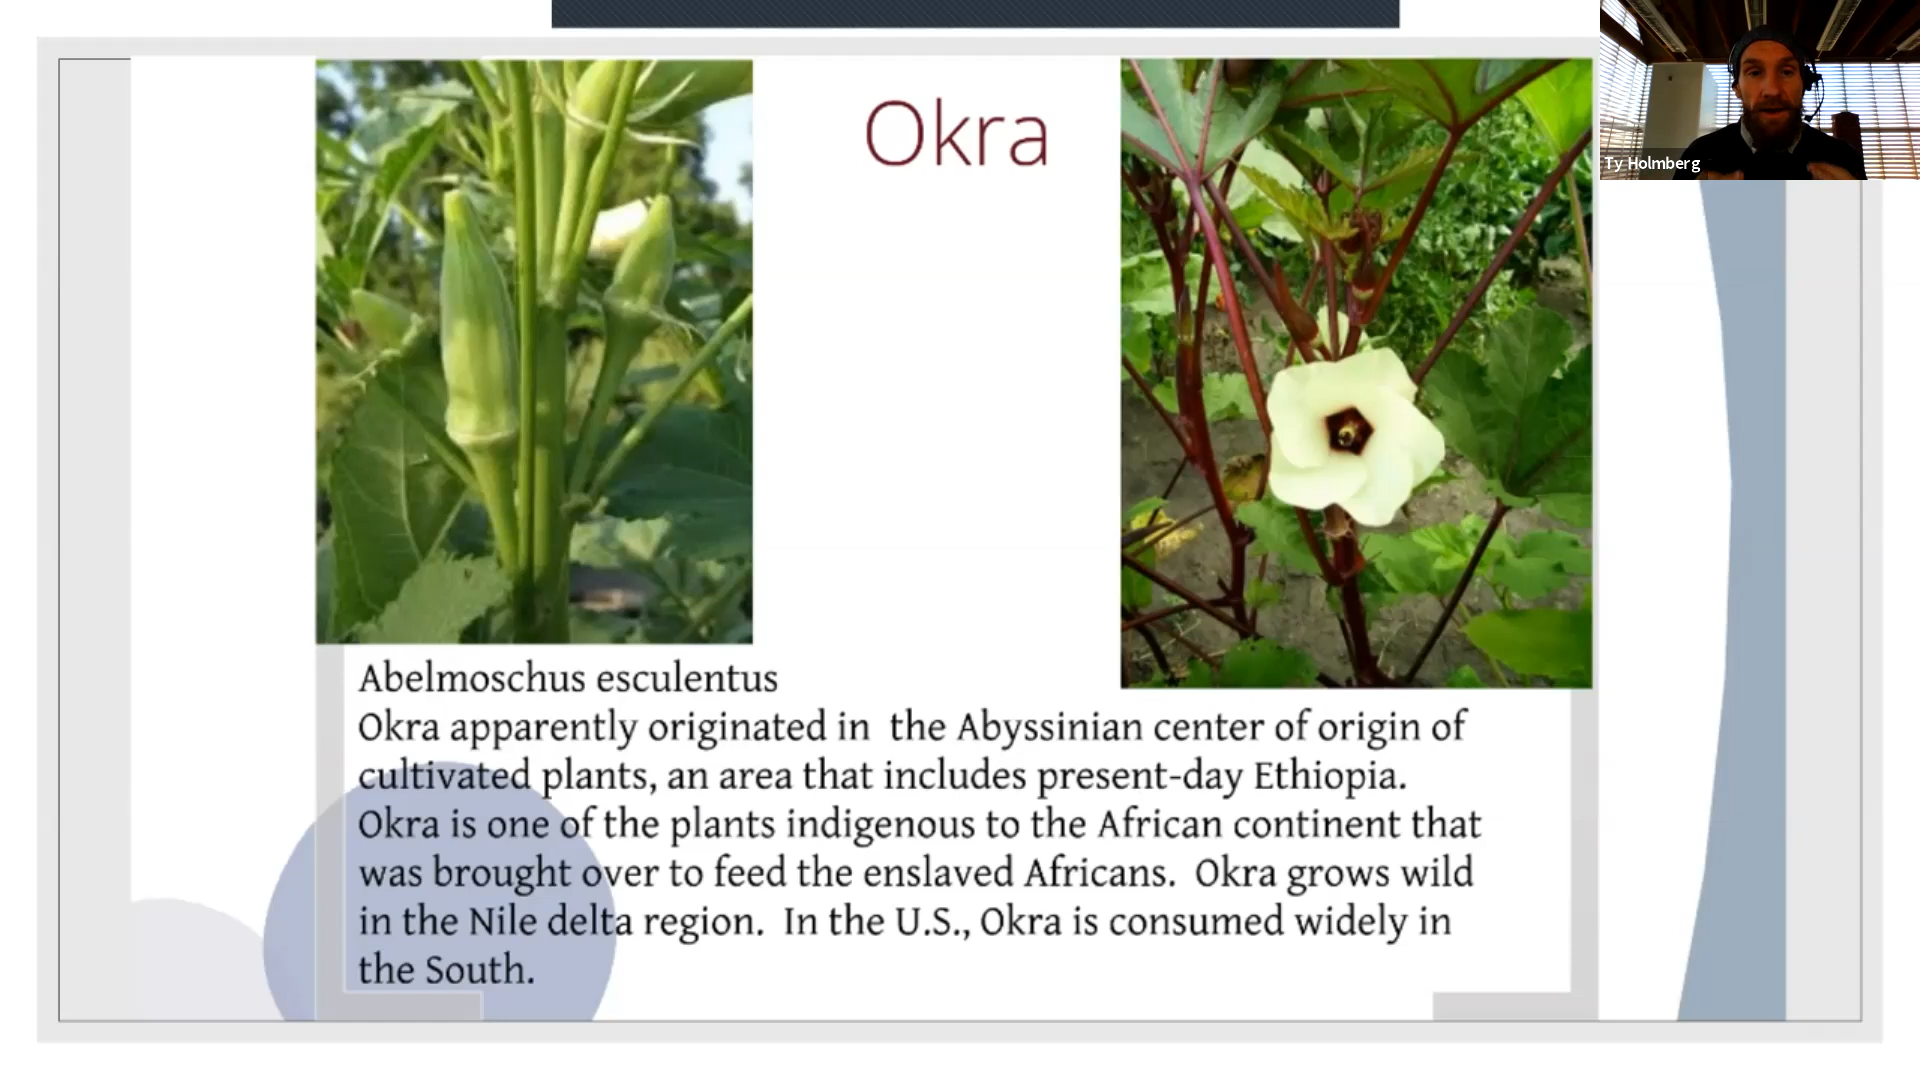 Okra
Ty Holmberg
Abelmoschus esculentus
Okra apparently originated in the Abyssinian center of origin of
cultivated plants, an area that includes present-day Ethiopia.
Okra is one of the plants indigenous to the African continent that
was brought over to feed the enslaved Africans. Okra grows wild
in the Nile delta region. In the U.S., Okra is consumed widely in
the South.